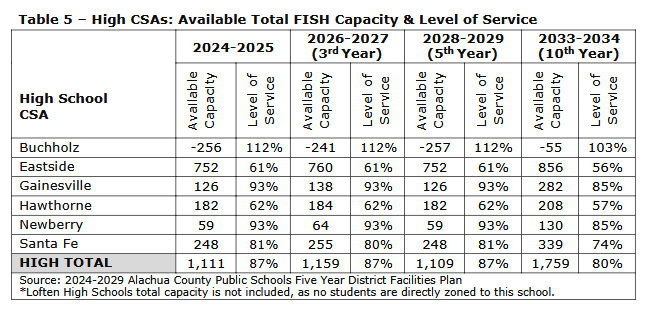 Table 5 – High CSAs: Available Total FISH Capacity & Level of Service
2024-2025 2026-2027 (3rd Year) 2028-2029 (5th Year) 2033-2034 (10th Year)
High School CSA Available Capacity Level of Service Available Capacity Level of Service Available Capacity Level of Service Available Capacity Level of Service
Buchholz -256 112% -241 112% -257 112% -55 103%
Eastside 752 61% 760 61% 752 61% 856 56%
Gainesville 126 93% 138 93% 126 93% 282 85%
Hawthorne 182 62% 184 62% 182 62% 208 57%
Newberry 59 93% 64 93% 59 93% 130 85%
Santa Fe 248 81% 255 80% 248 81% 339 74%
HIGH TOTAL 1,111 87% 1,159 87% 1,109 87% 1,759 80%
Source: 2024-2029 Alachua County Public Schools Five Year District Facilities Plan
*Loften High Schools total capacity is not included, as no students are directly zoned to this school.